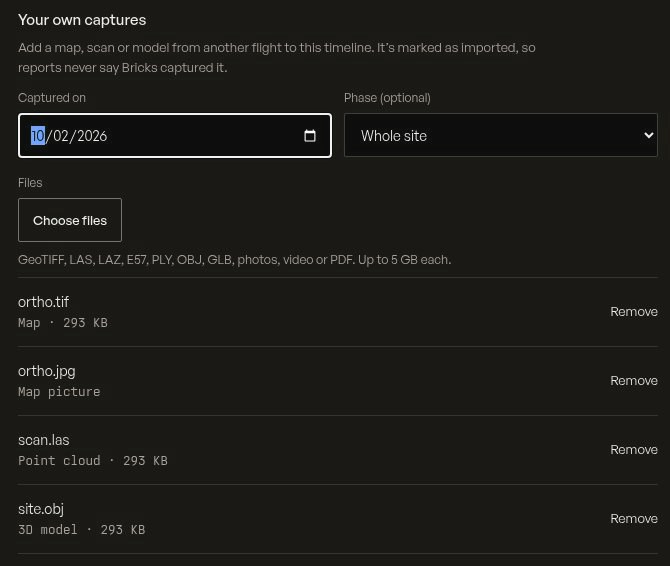 Your own captures
Add a map, scan or model from another flight to this timeline. It's marked as imported, so
reports never say Bricks captured it.
Captured on
Phase (optional)
10/02/2026
Whole site
Files
Choose files
GeoTIFF, LAS, LAZ, E57, PLY, OBJ, GLB, photos, video or PDF. Up to 5 GB each.
ortho.tif
Map · 293 KB
Remove
ortho.jpg
Map picture
Remove
scan.las
Point cloud · 293 KB
Remove
site.obj
3D model · 293 KB
Remove